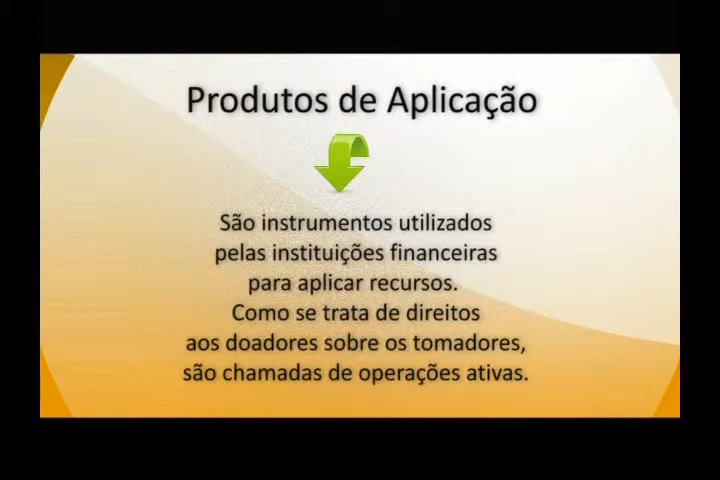 Produtos de Aplicação
São instrumentos utilizados
pelas instituições financeiras
para aplicar recursos.
Como se trata de direitos
aos doadores sobre os tomadores,
são chamadas de operações ativas.